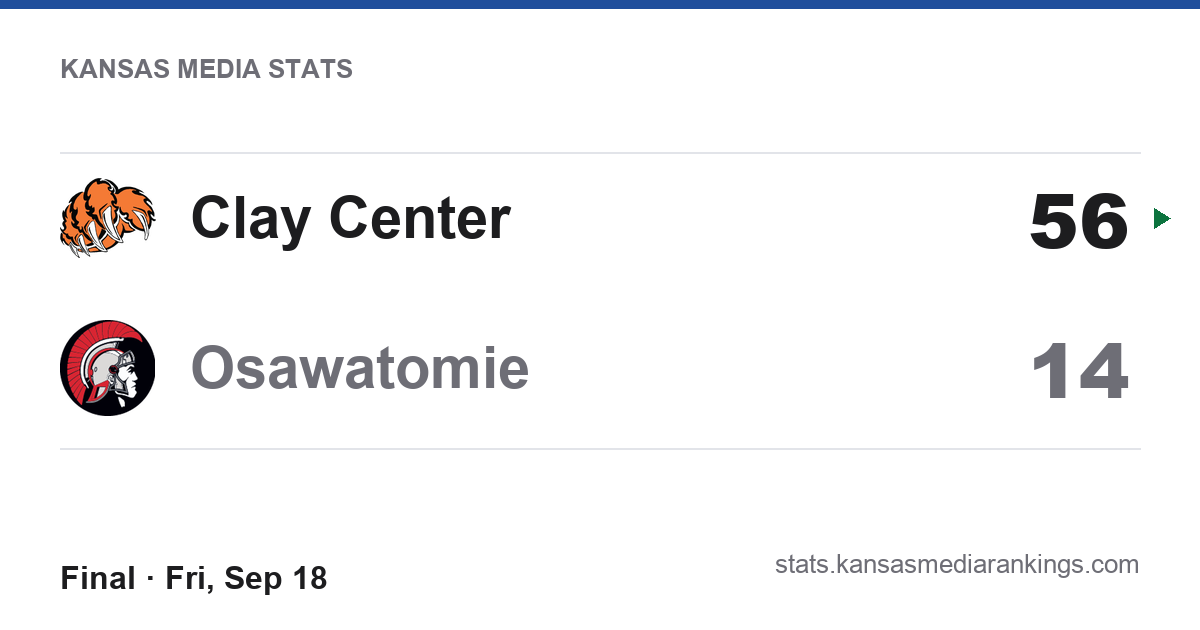 KANSAS MEDIA STATS
Clay Center 56
Osawatomie 14
Final · Fri, Sep 18
stats.kansasmediarankings.com